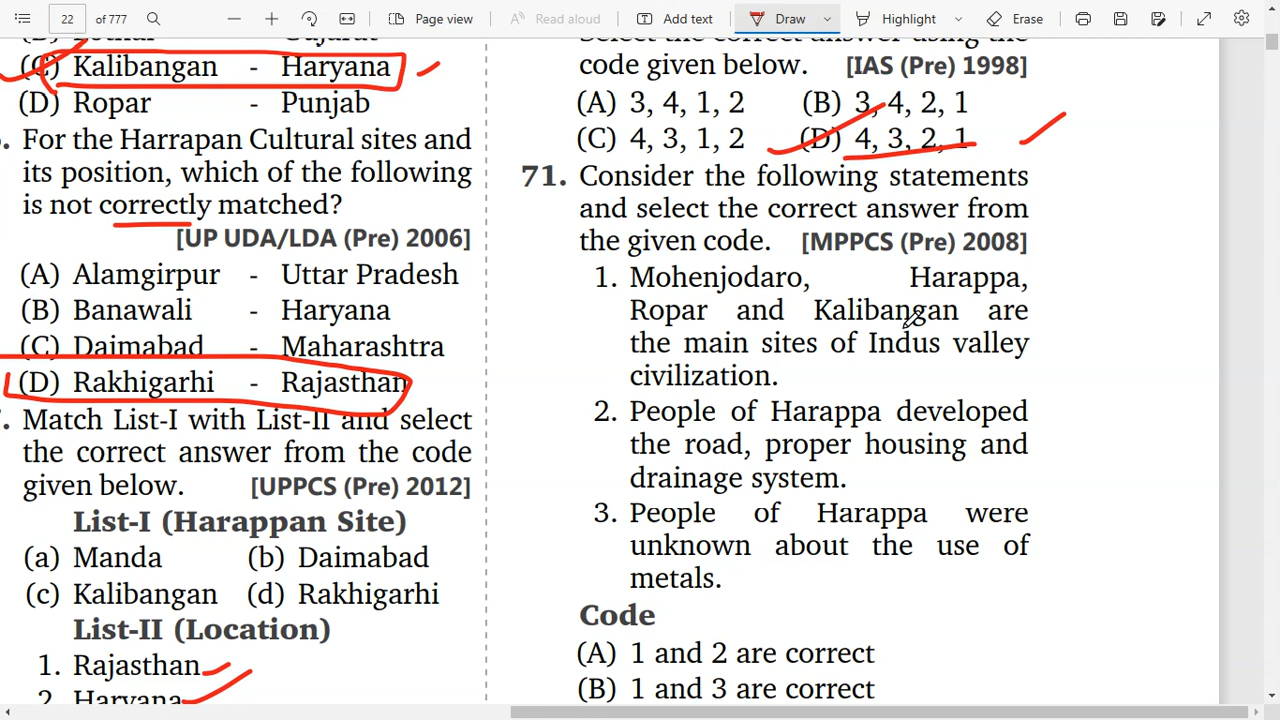 22 of 777
Page view
Read aloud
Add text
Draw
Highlight
Erase
(C) Kalibangan - Haryana
(D) Ropar - Punjab
For the Harrapan Cultural sites and
its position, which of the following
is not correctly matched?
[UP UDA/LDA (Pre) 2006]
(A) Alamgirpur - Uttar Pradesh
(B) Banawali - Haryana
(C) Daimabad - Maharashtra
(D) Rakhigarhi - Rajasthan
Match List-I with List-II and select
the correct answer from the code
given below. [UPPCS (Pre) 2012]
List-I (Harappan Site)
(a) Manda (b) Daimabad
(c) Kalibangan (d) Rakhigarhi
List-II (Location)
1. Rajasthan
2. Haryana
Select the correct answer using the
code given below. [IAS (Pre) 1998]
(A) 3, 4, 1, 2 (B) 3, 4, 2, 1
(C) 4, 3, 1, 2 (D) 4, 3, 2, 1
71. Consider the following statements
and select the correct answer from
the given code. [MPPCS (Pre) 2008]
1. Mohenjodaro, Harappa,
Ropar and Kalibangan are
the main sites of Indus valley
civilization.
2. People of Harappa developed
the road, proper housing and
drainage system.
3. People of Harappa were
unknown about the use of
metals.
Code
(A) 1 and 2 are correct
(B) 1 and 3 are correct